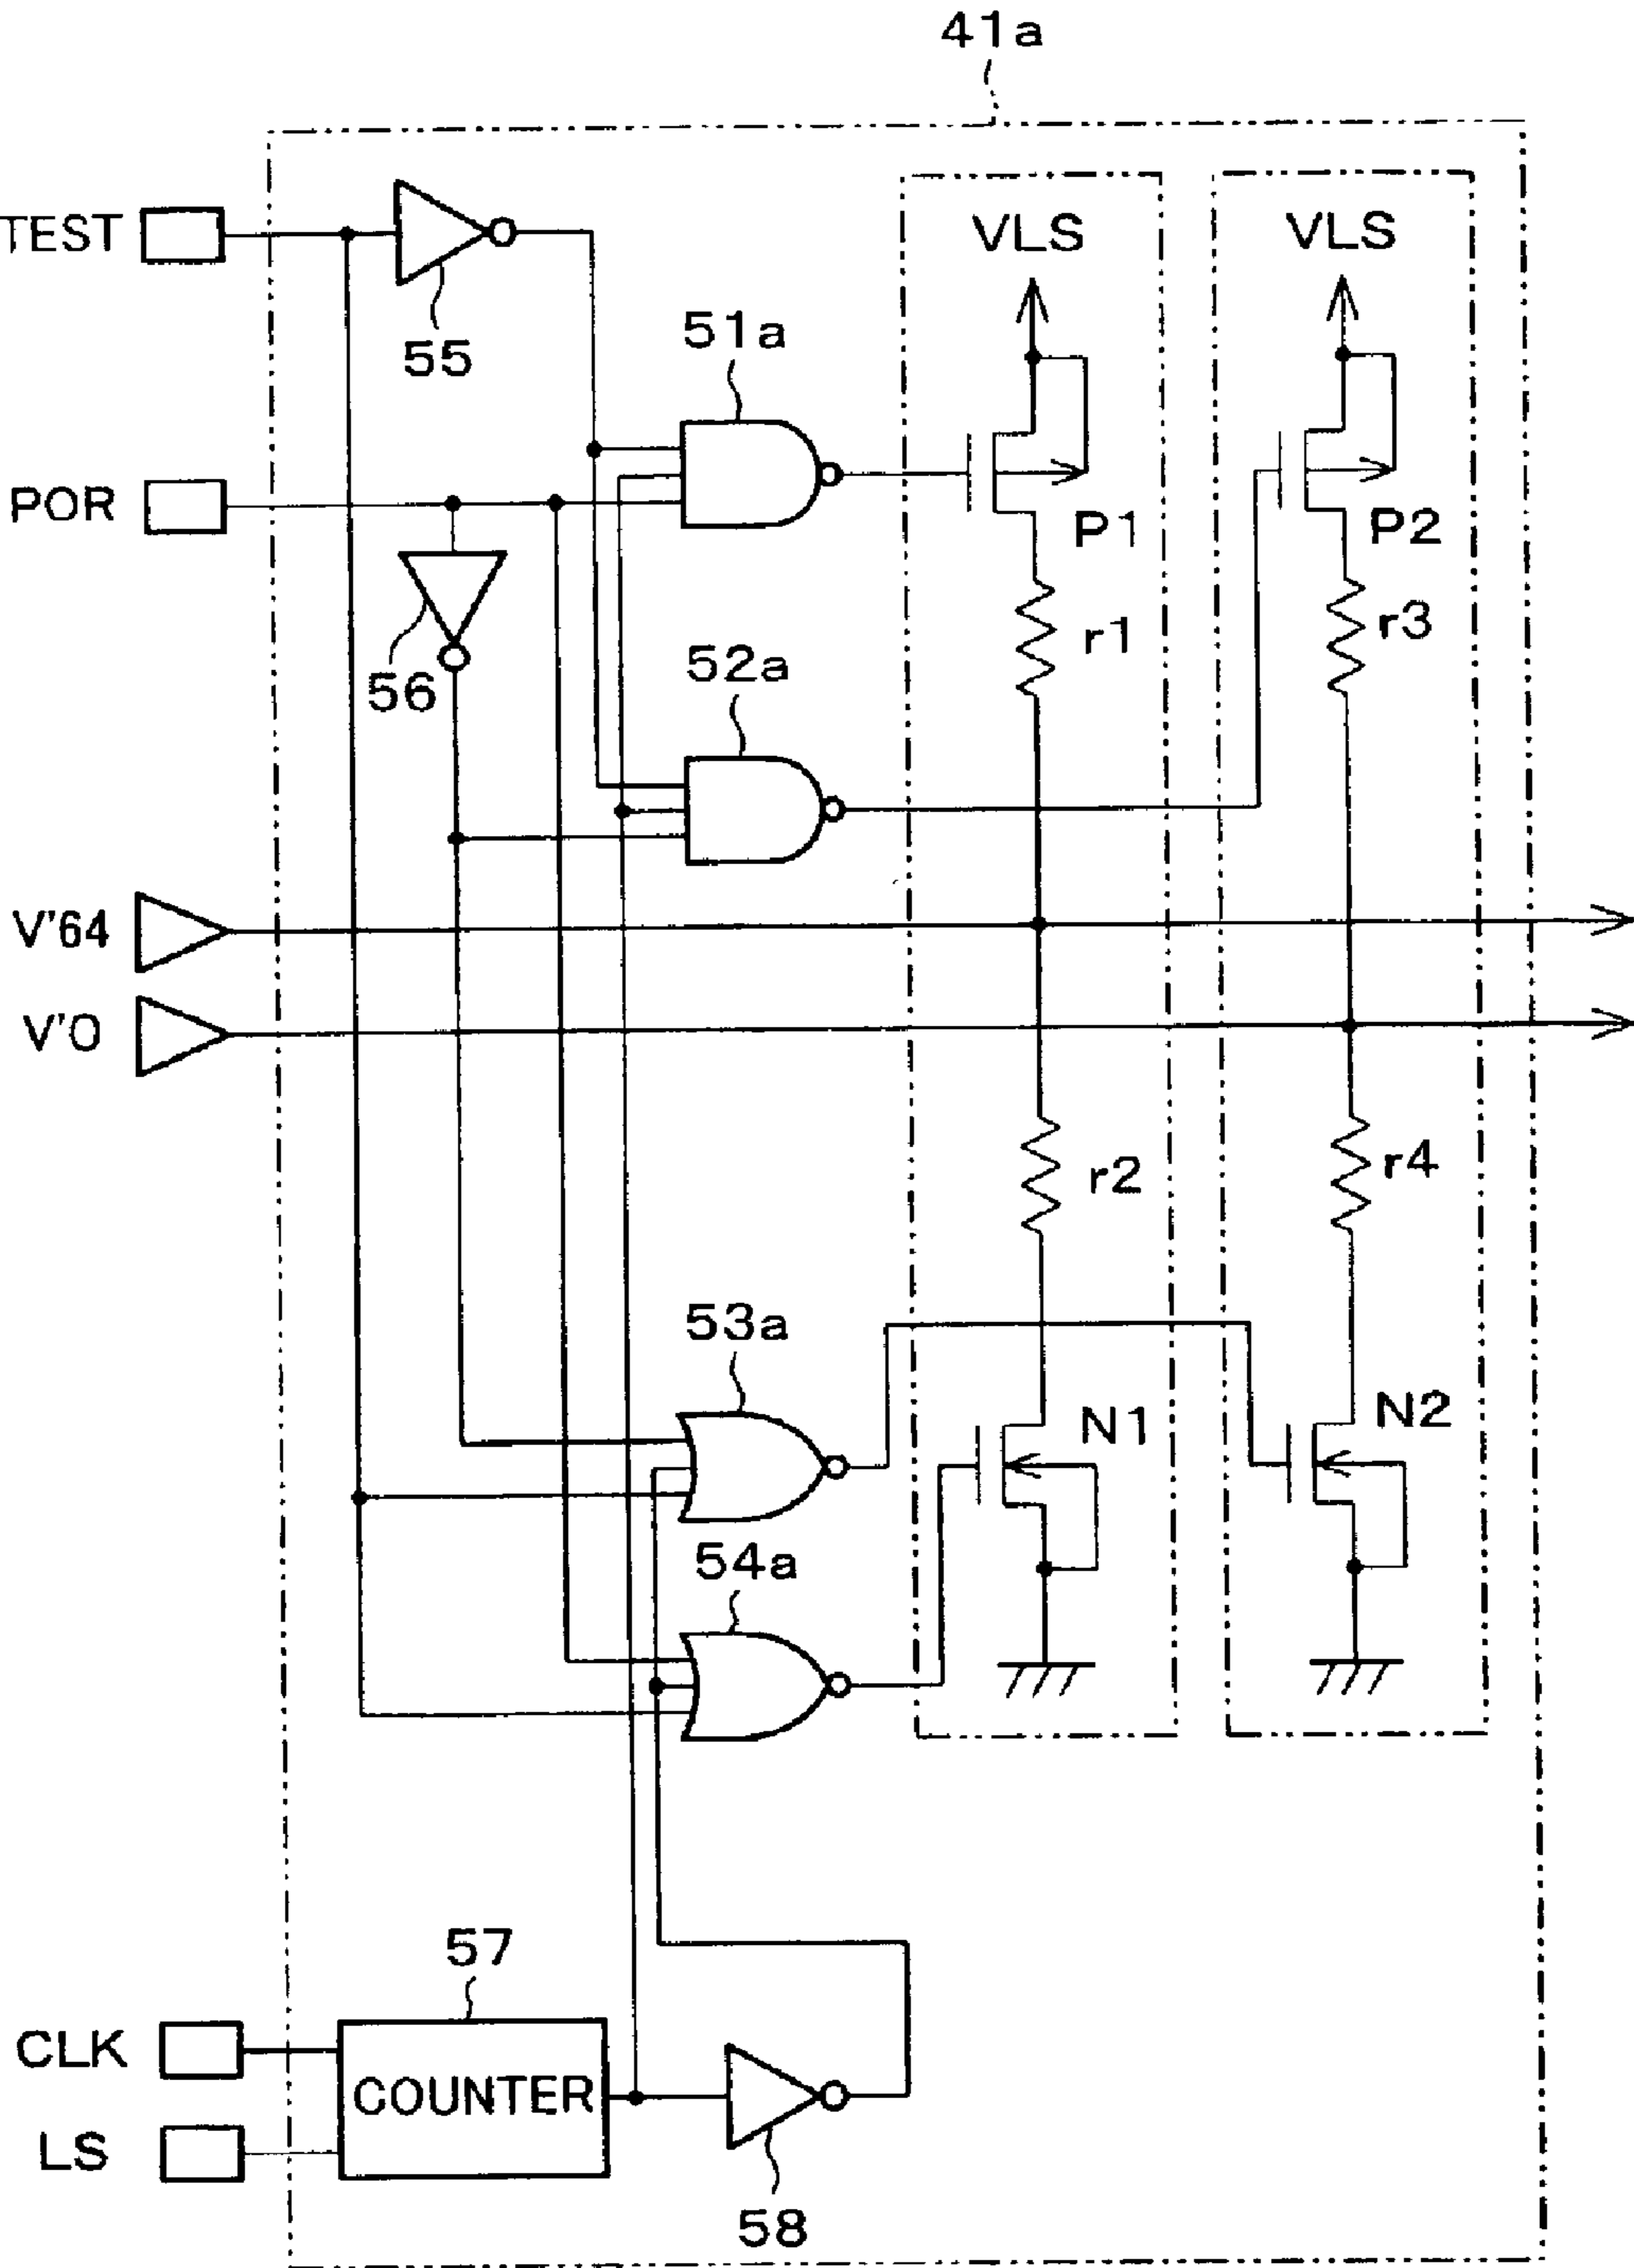 41a
TEST
VLS
VLS
55
51a
POR
P1
P2
r1
r3
56
52a
V'64
V'0
r2
r4
53a
N1
N2
54a
57
CLK
COUNTER
LS
58